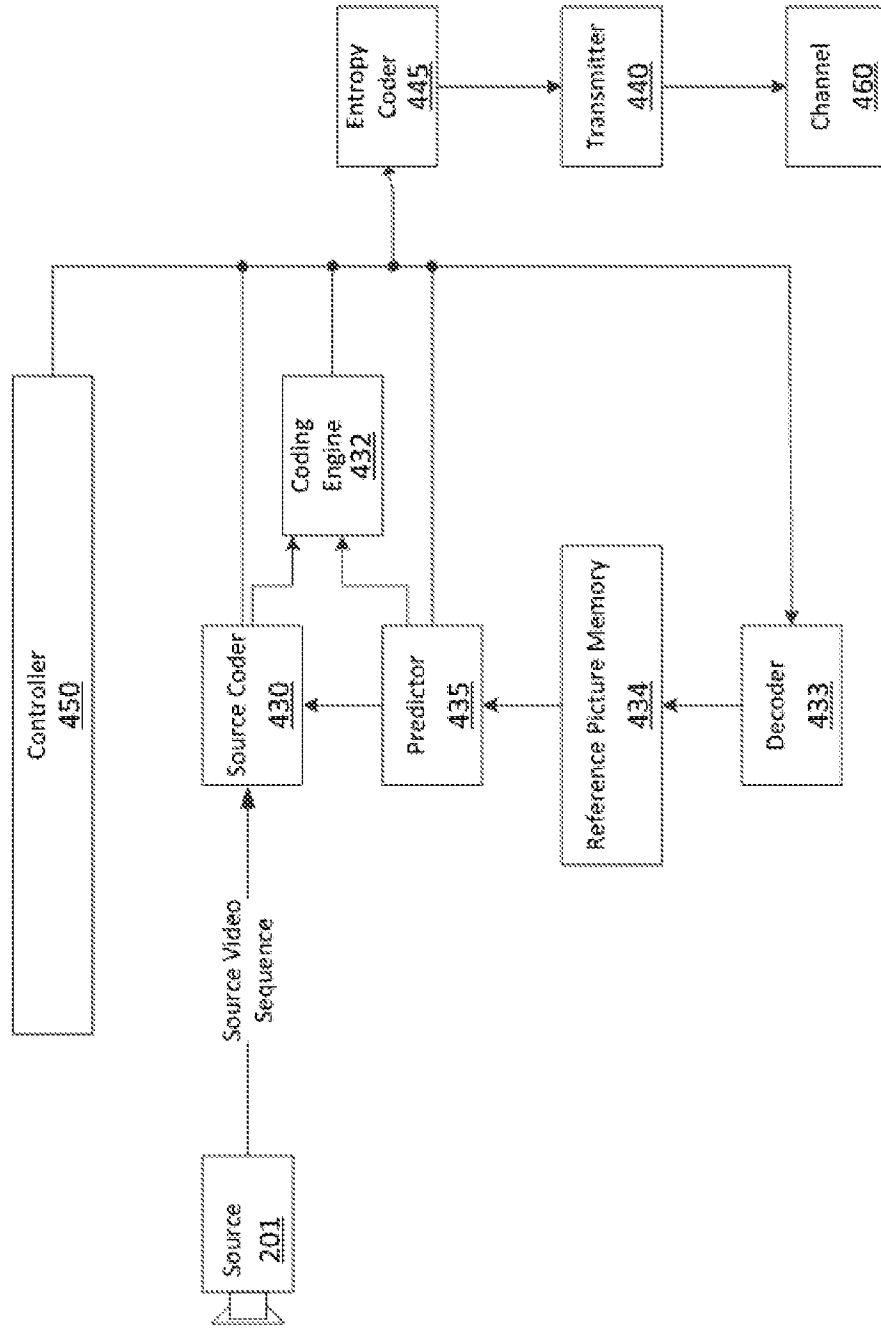 Controller
450
Source
201
Source Video
Sequence
Source Coder
430
Coding
Engine
432
Predictor
435
Reference Picture Memory
434
Decoder
433
Entropy
Coder
445
Transmitter
440
Channel
460